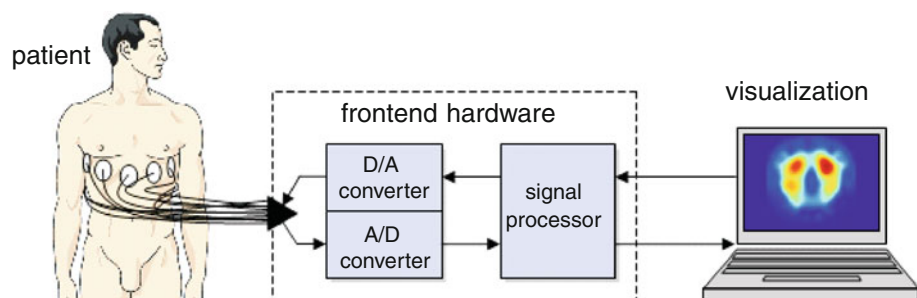 patient
frontend hardware
visualization
D/A
converter
A/D
converter
signal
processor